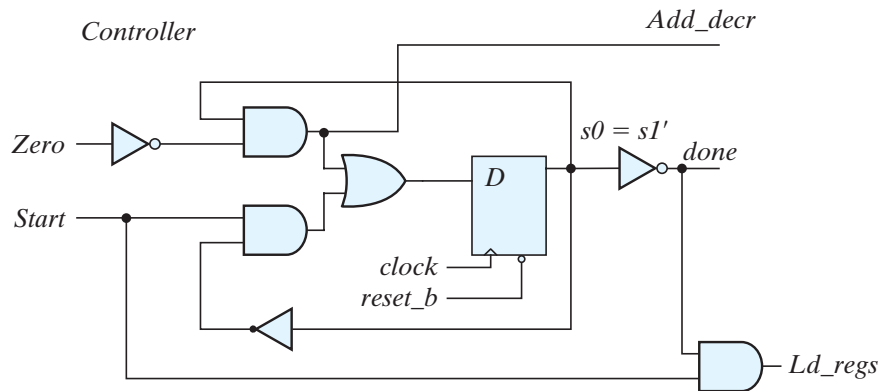 Controller
Add_decr
Zero
s0 = s1′
done
D
Start
clock
reset_b
Ld_regs